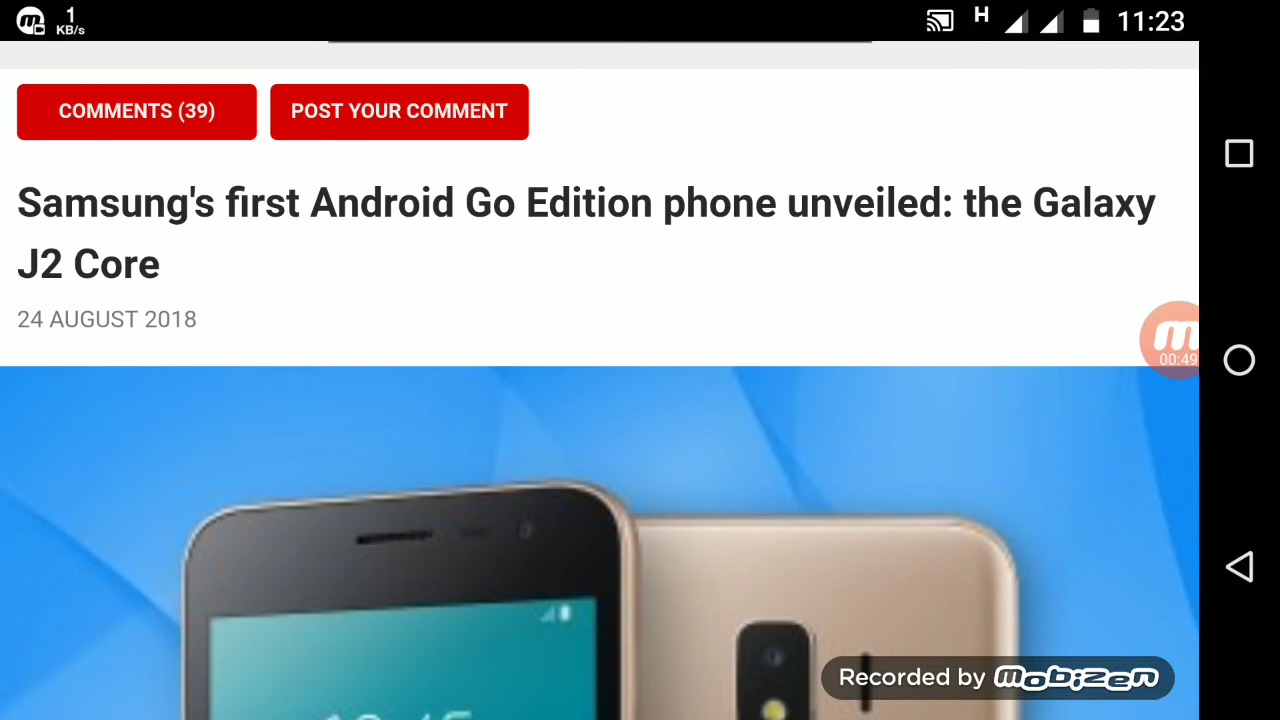 1
KB/s
H
11:23
COMMENTS (39)
POST YOUR COMMENT
Samsung's first Android Go Edition phone unveiled: the Galaxy
J2 Core
24 AUGUST 2018
m
00:49
Recorded by mobizen